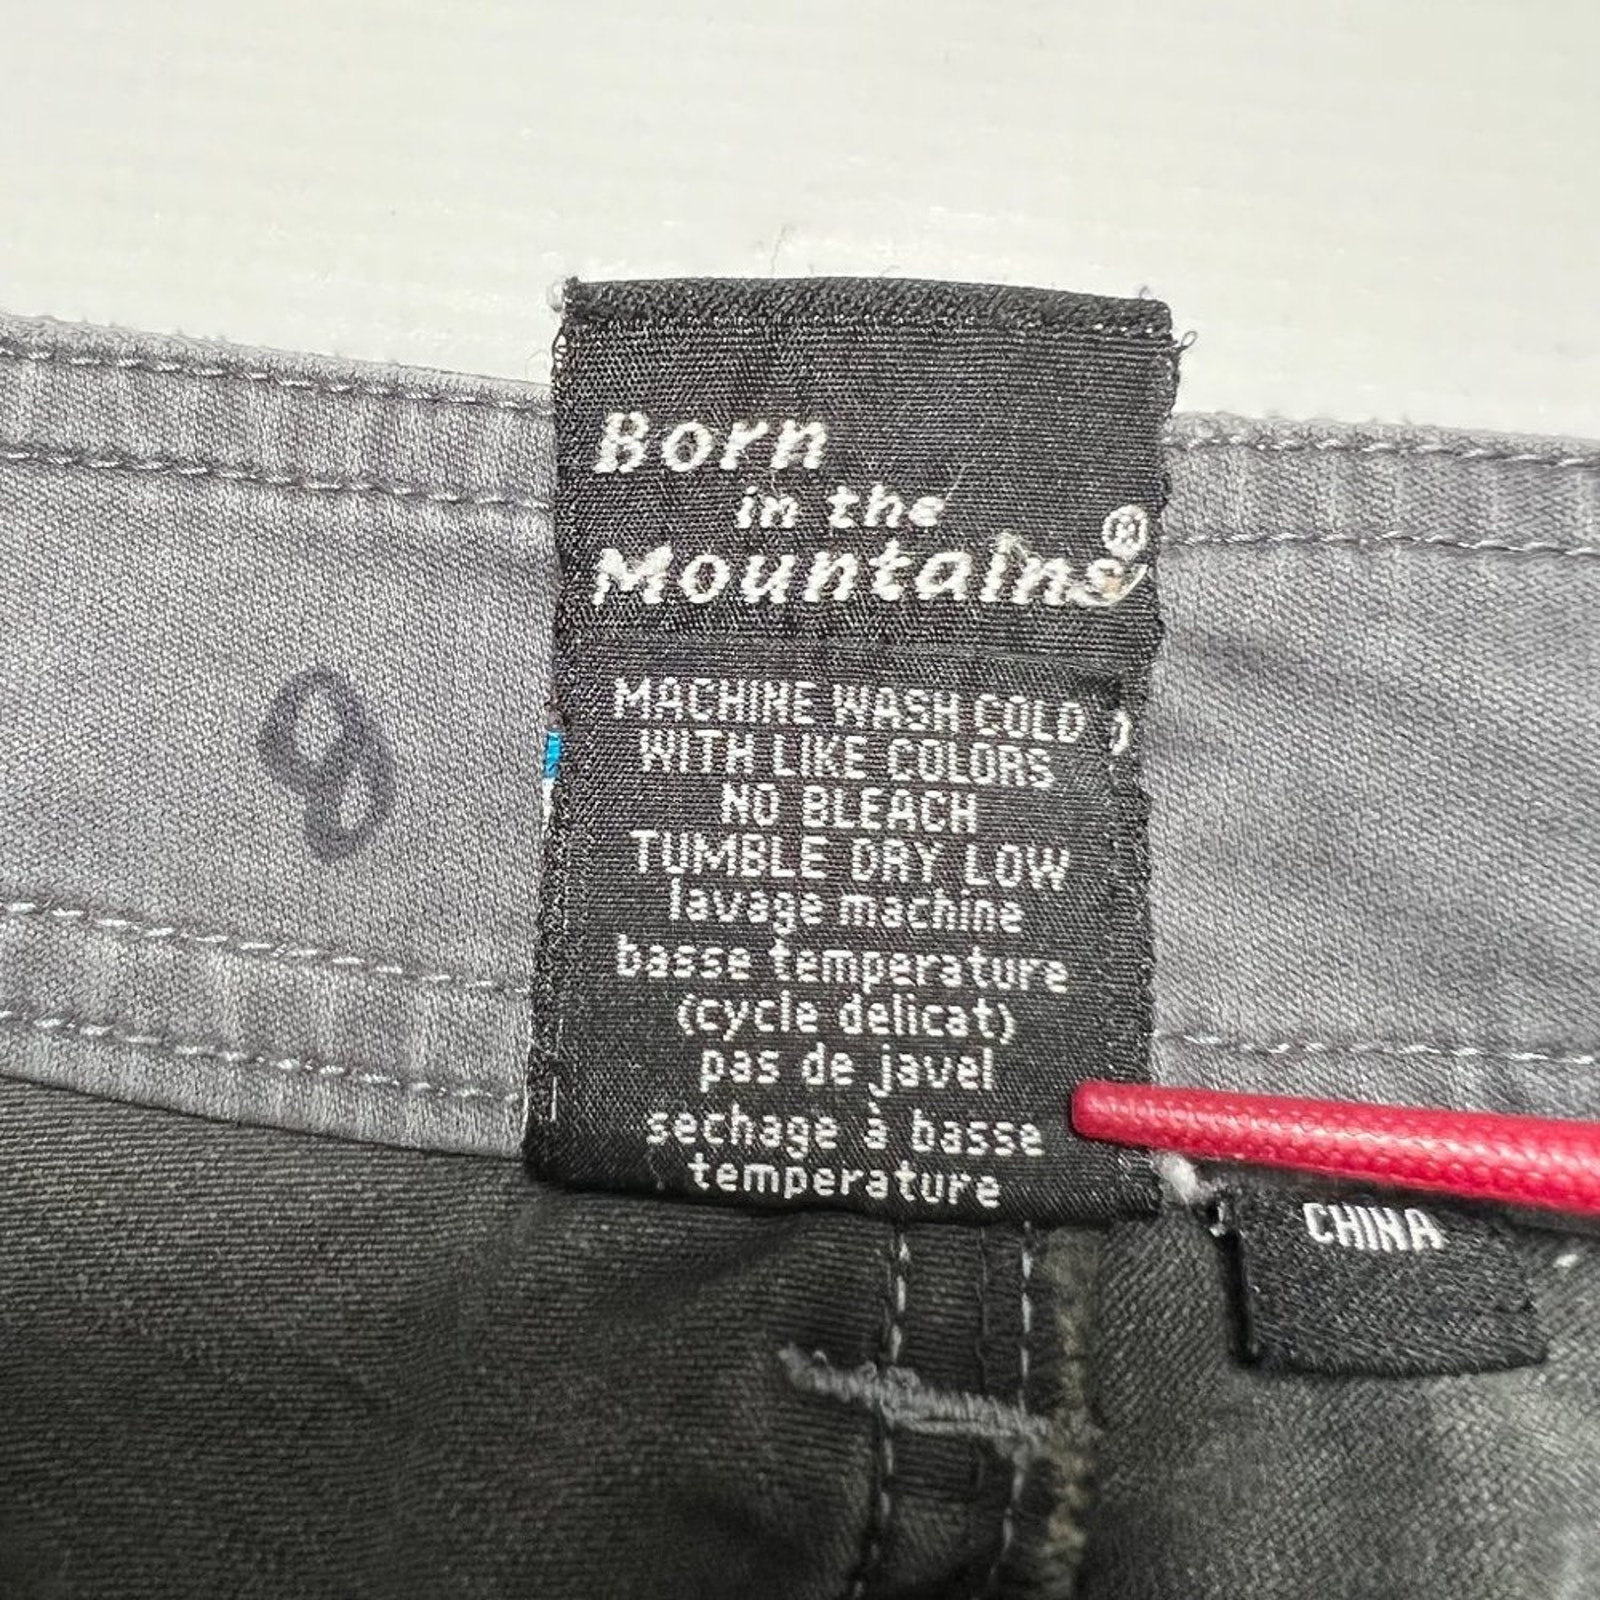 Born
in the
Mountains®
MACHINE WASH COLD
WITH LIKE COLORS
NO BLEACH
TUMBLE DRY LOW
lavage machine
basse temperature
(cycle delicat)
pas de javel
sechage à basse
temperature
CHINA